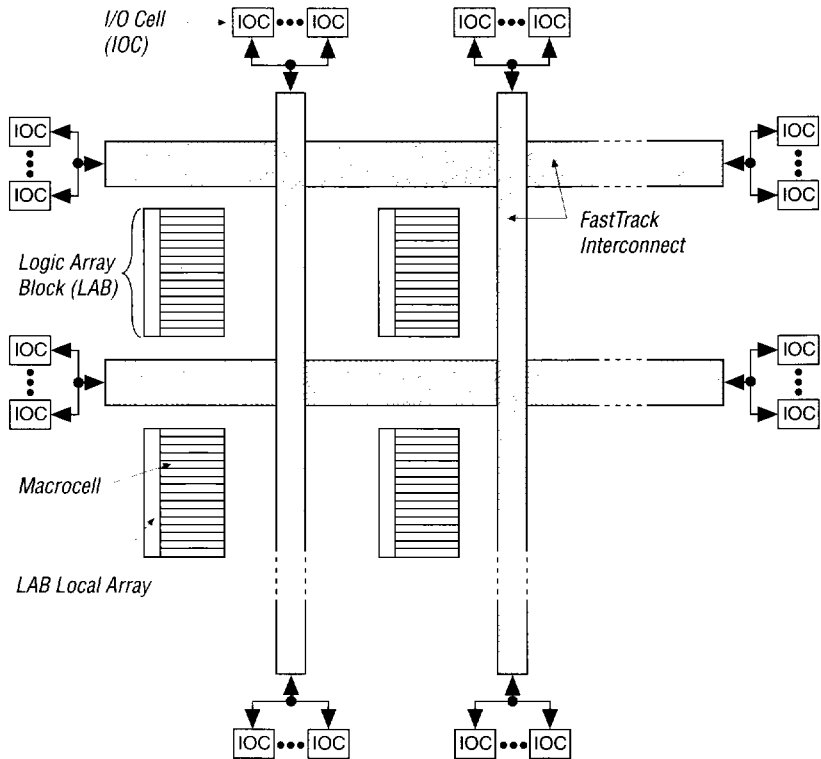 I/O Cell
(IOC)
IOC IOC
IOC IOC
IOC
IOC
IOC
IOC
FastTrack
Interconnect
Logic Array
Block (LAB)
IOC
IOC
IOC
IOC
Macrocell
LAB Local Array
IOC IOC
IOC IOC